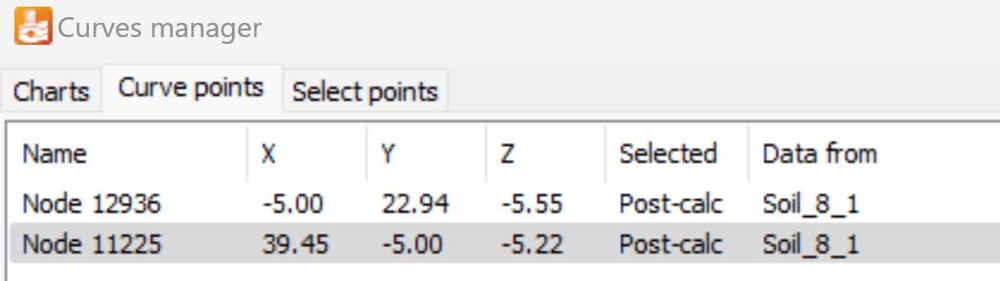 Curves manager
Charts Curve points Select points
Name X Y Z Selected Data from
Node 12936 -5.00 22.94 -5.55 Post-calc Soil_8_1
Node 11225 39.45 -5.00 -5.22 Post-calc Soil_8_1